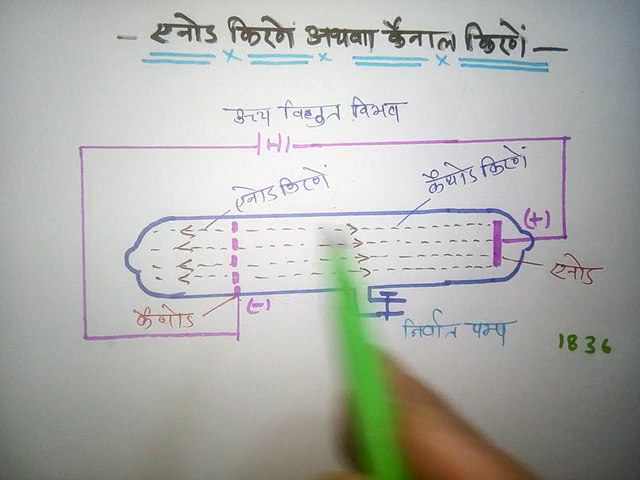 – एनोड किरणें अथवा कैनाल किरणें –
उच्च विद्युत विभव
एनोड किरणें
कैथोड किरणें
(+)
एनोड
कैथोड
(-)
निर्वात पम्प
1836